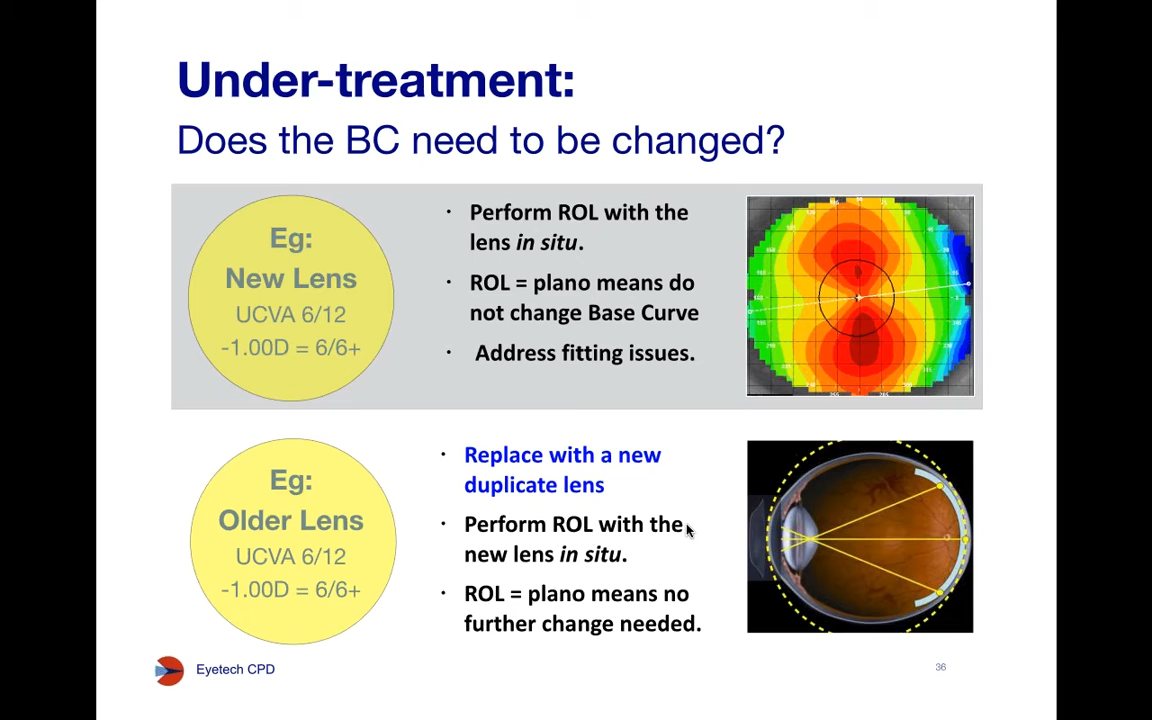 Under-treatment:
Does the BC need to be changed?
Eg:
New Lens
UCVA 6/12
-1.00D = 6/6+
· Perform ROL with the
lens in situ.
· ROL = plano means do
not change Base Curve
· Address fitting issues.
Eg:
Older Lens
UCVA 6/12
-1.00D = 6/6+
· Replace with a new
duplicate lens
· Perform ROL with the
new lens in situ.
· ROL = plano means no
further change needed.
Eyetech CPD
36